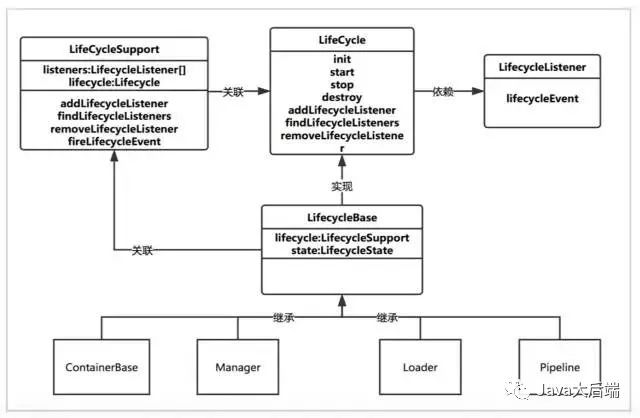 LifeCycleSupport
listeners:LifecycleListener[]
lifecycle:Lifecycle
addLifecycleListener
findLifecycleListeners
removeLifecycleListener
fireLifecycleEvent
关联
LifeCycle
init
start
stop
destroy
addLifecycleListener
findLifecycleListeners
removeLifecycleListene
r
依赖
LifecycleListener
lifecycleEvent
实现
关联
LifecycleBase
lifecycle:LifecycleSupport
state:LifecycleState
继承
继承
ContainerBase
Manager
Loader
Pipeline
Java大后端